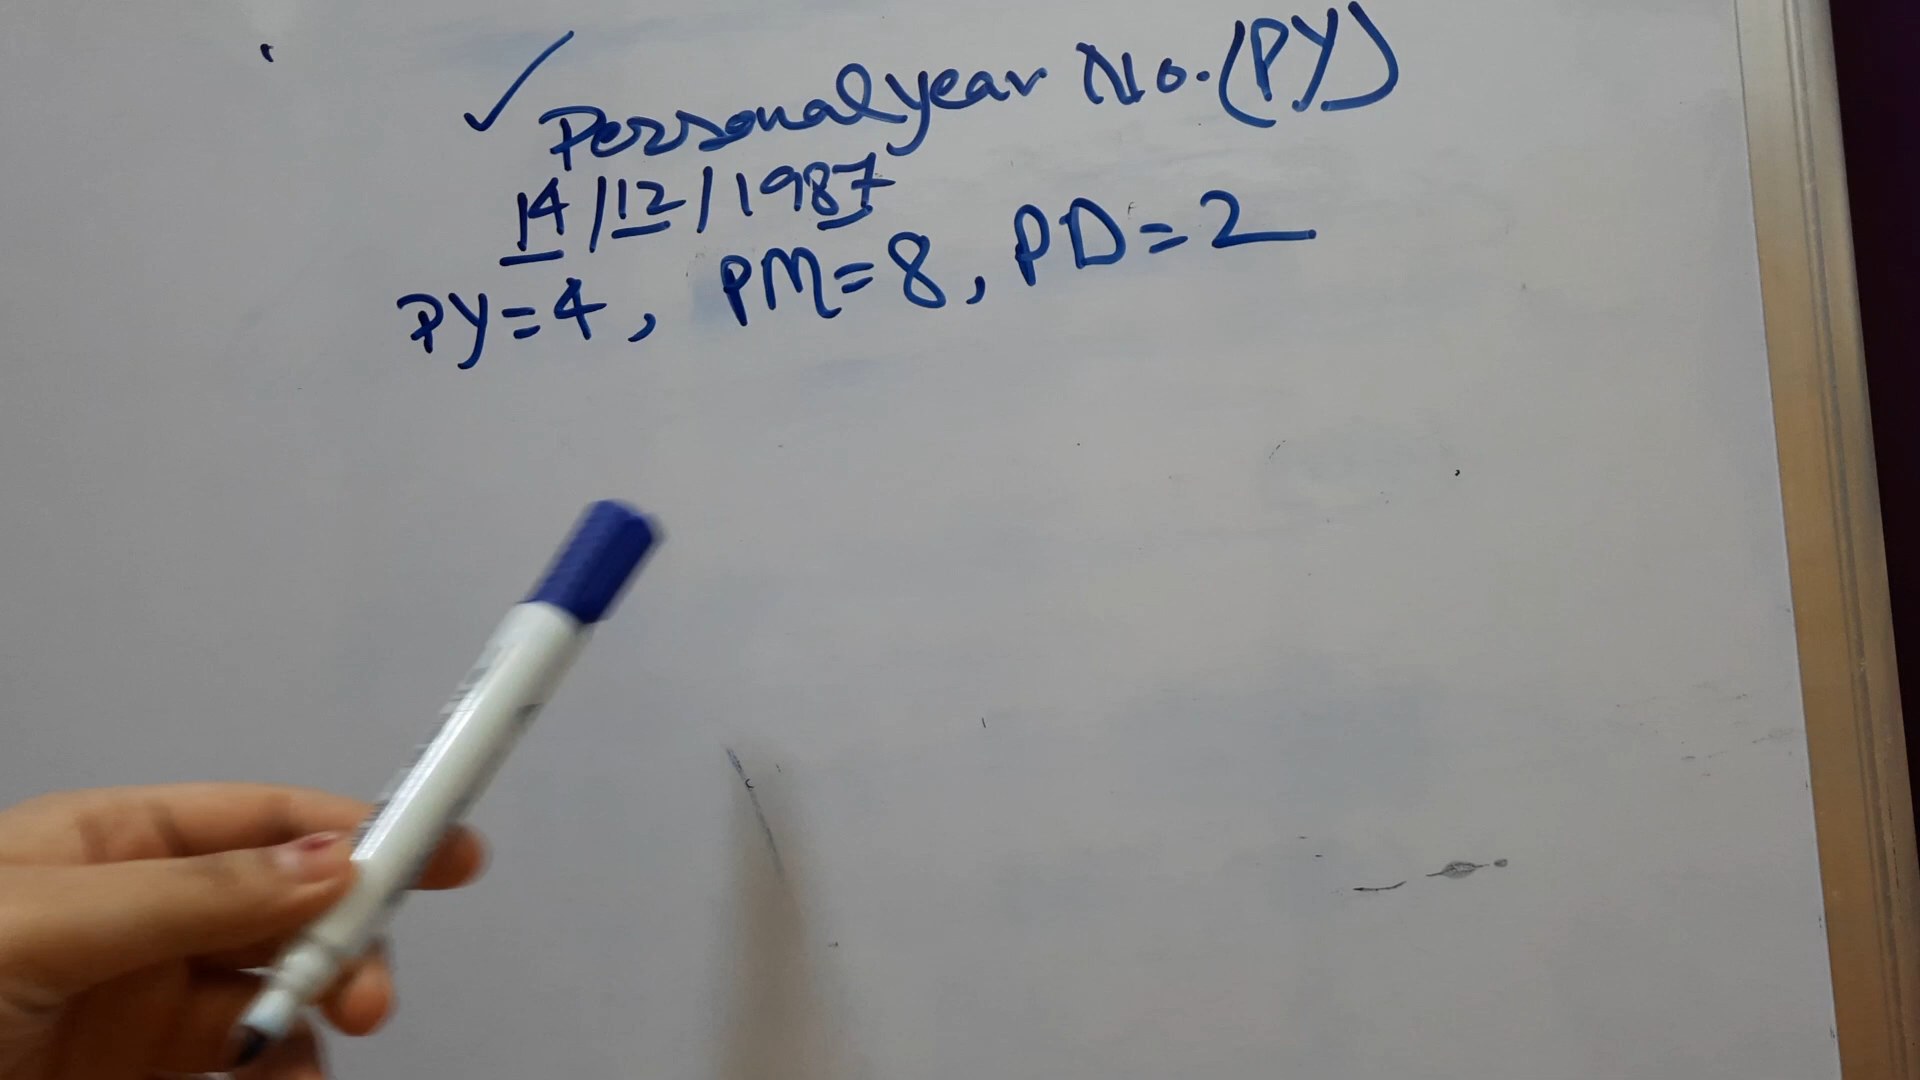 ✓ Personal year No. (PY)
14/12/1987
PY=4, PM=8, PD=2